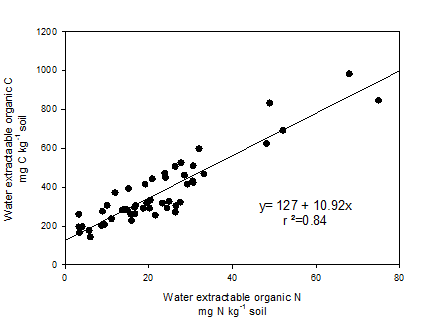 1200
1000
800
600
400
200
0
Water extractaable organic C
mg C kg⁻¹ soil
y= 127 + 10.92x
r ²=0.84
0 20 40 60 80
Water extractable organic N
mg N kg⁻¹ soil